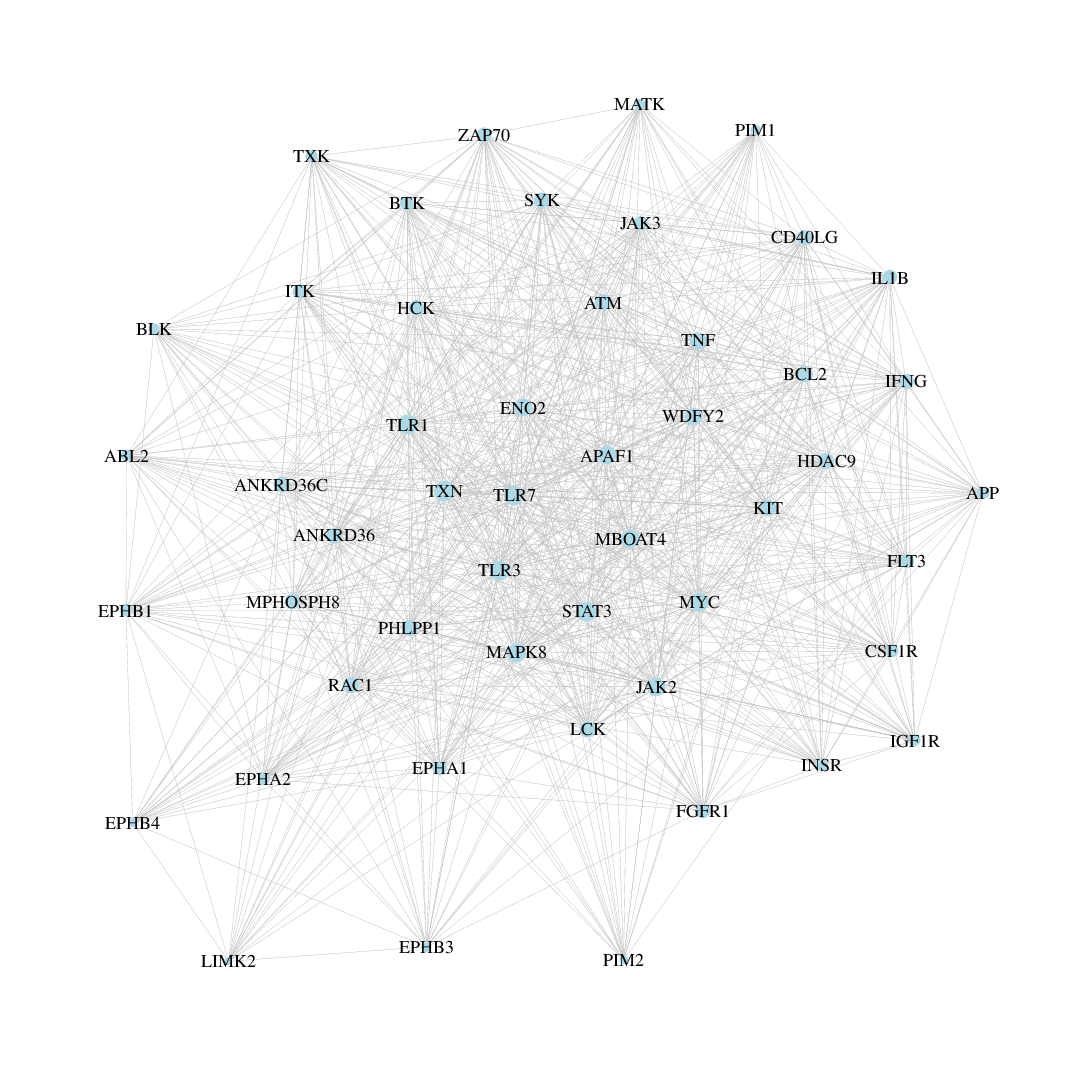 MATK
PIM1
ZAP70
TXK
SYK
BTK
JAK3
CD40LG
IL1B
ITK
ATM
HCK
BLK
TNF
BCL2
IFNG
ENO2
WDFY2
TLR1
ABL2
APAF1
HDAC9
ANKRD36C
TXN
TLR7
APP
KIT
ANKRD36
MBOAT4
FLT3
TLR3
MPHOSPH8
MYC
EPHB1
STAT3
PHLPP1
MAPK8
CSF1R
RAC1
JAK2
LCK
IGF1R
INSR
EPHA1
EPHA2
FGFR1
EPHB4
EPHB3
PIM2
LIMK2